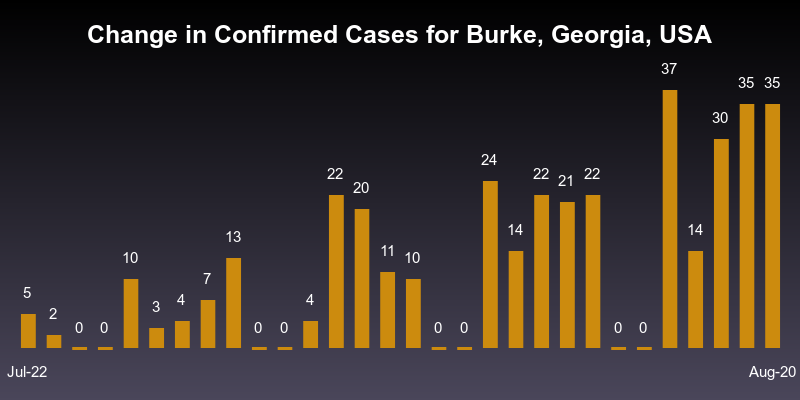 Change in Confirmed Cases for Burke, Georgia, USA
5 2 0 0 10 3 4 7 13 0 0 4 22 20 11 10 0 0 24 14 22 21 22 0 0 37 14 30 35 35
Jul-22 Aug-20